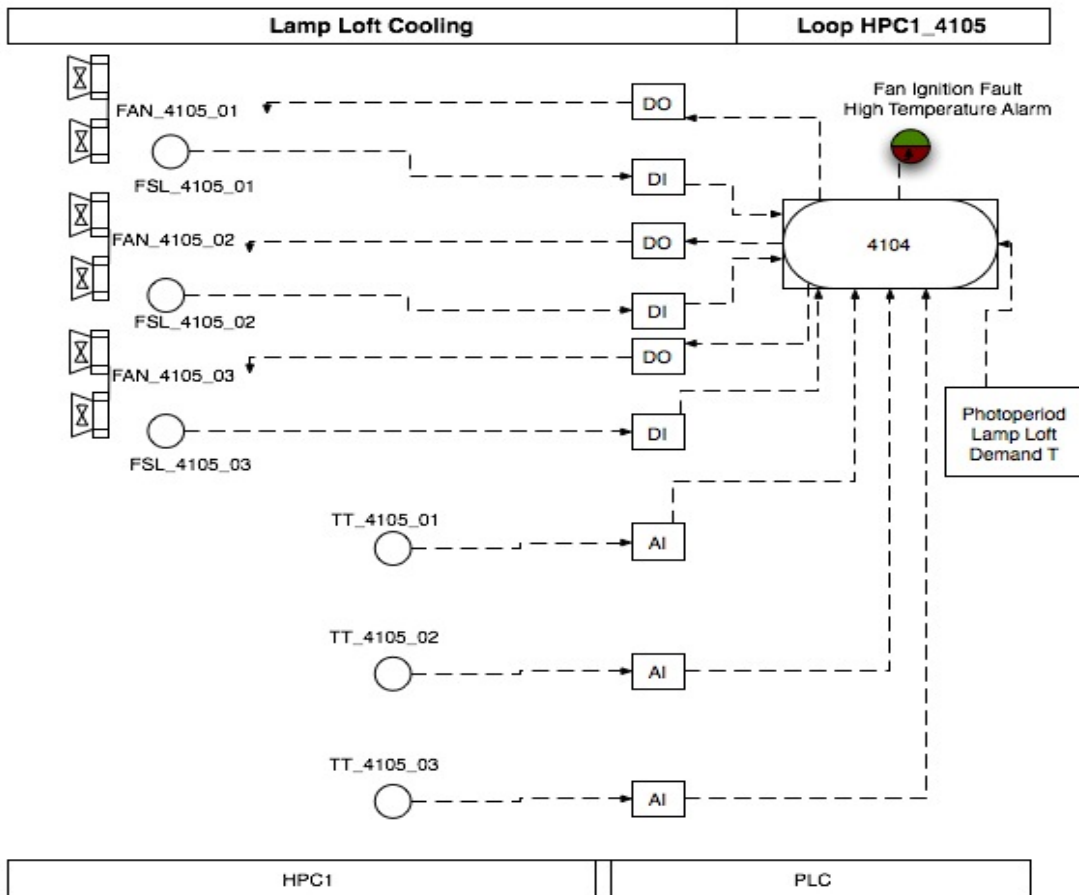 Lamp Loft Cooling
Loop HPC1_4105
Fan Ignition Fault
High Temperature Alarm
FAN_4105_01
DO
FSL_4105_01
DI
FAN_4105_02
DO
4104
FSL_4105_02
DI
FAN_4105_03
DO
FSL_4105_03
DI
Photoperiod
Lamp Loft
Demand T
TT_4105_01
AI
TT_4105_02
AI
TT_4105_03
AI
HPC1
PLC